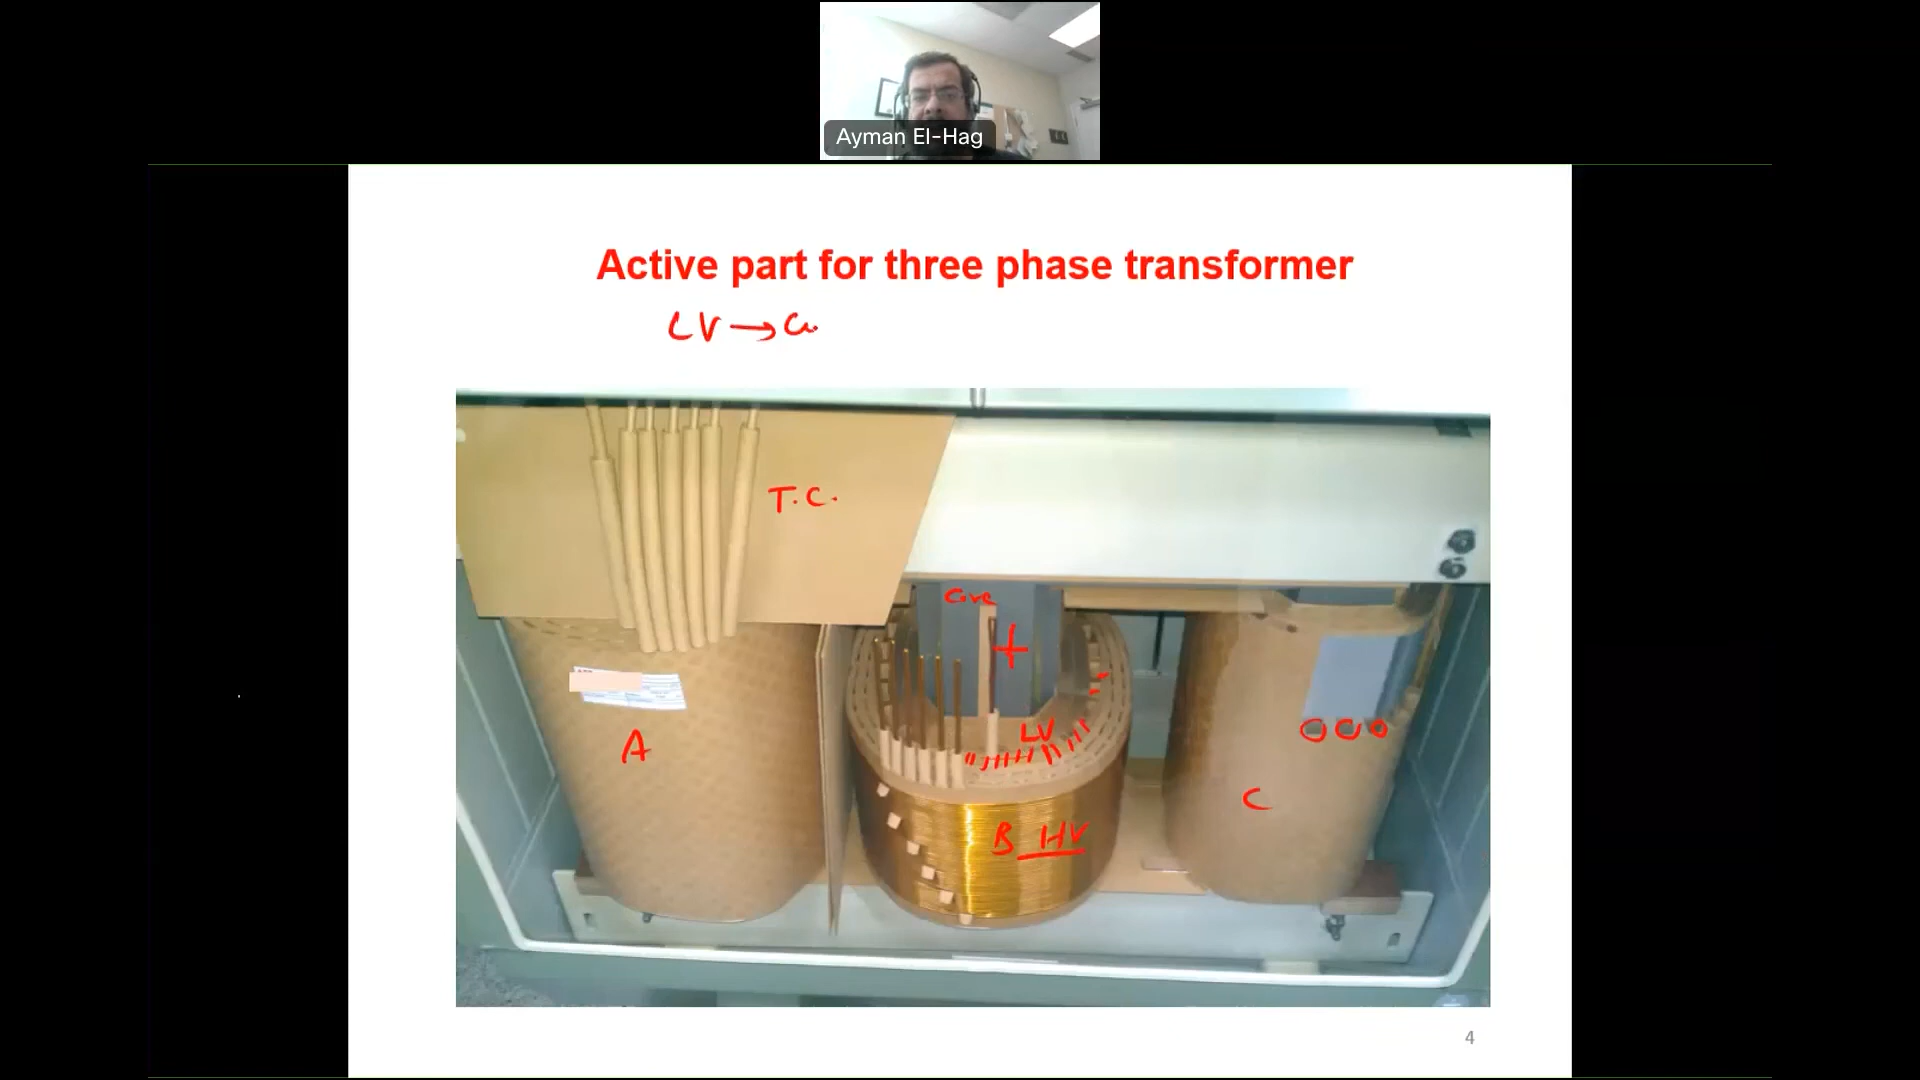 Ayman El-Hag
Active part for three phase transformer
LV → Cu.
T.C.
Core
LV
A
B HV
C
4